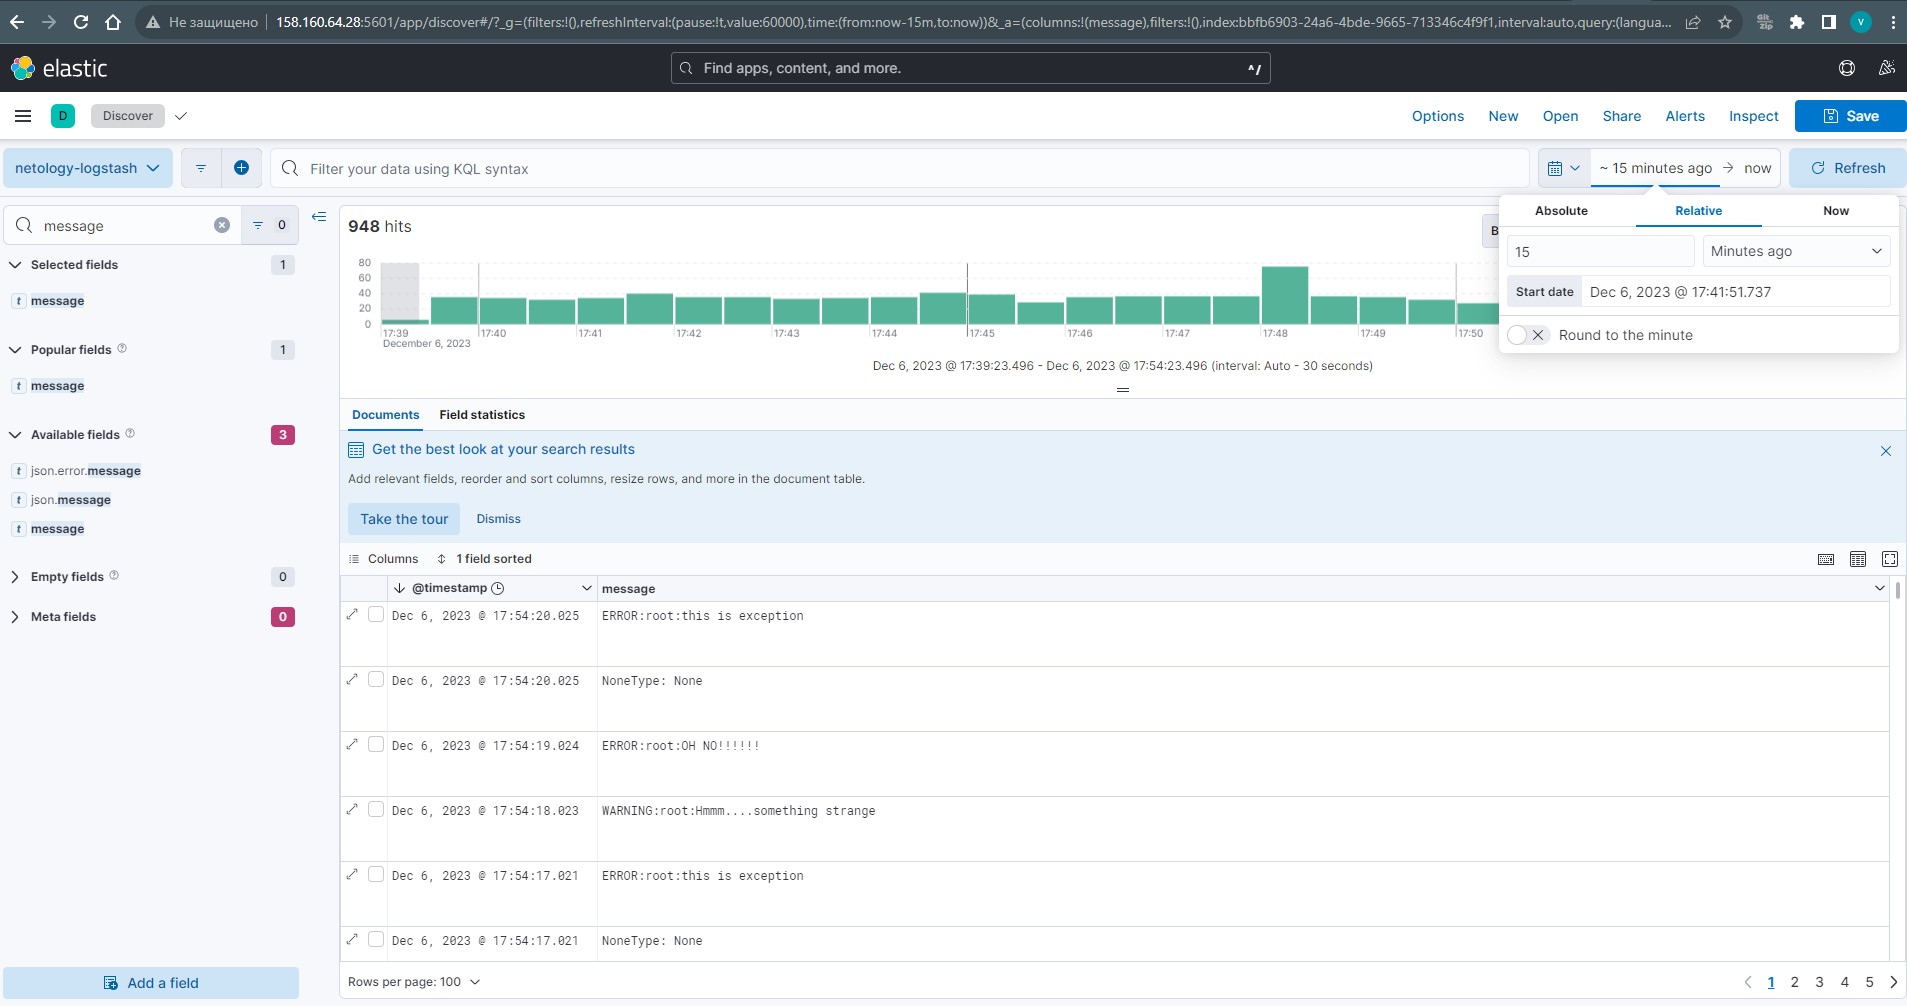 Не защищено 158.160.64.28:5601/app/discover#/?_g=(filters:!(),refreshInterval:(pause:!t,value:60000),time:(from:now-15m,to:now))&_a=(columns:!(message),filters:!(),index:bbfb6903-24a6-4bde-9665-713346c4f9f1,interval:auto,query:(langua...
Git Zip
V
elastic
Find apps, content, and more.
^/
D
Discover
Options
New
Open
Share
Alerts
Inspect
Save
netology-logstash
Filter your data using KQL syntax
~ 15 minutes ago → now
Refresh
message
0
Selected fields 1
t message
Popular fields 1
t message
Available fields 3
t json.error.message
t json.message
t message
Empty fields 0
Meta fields 0
Add a field
948 hits
B
Absolute
Relative
Now
15
Minutes ago
Start date Dec 6, 2023 @ 17:41:51.737
Round to the minute
80
60
40
20
0
17:39 17:40 17:41 17:42 17:43 17:44 17:45 17:46 17:47 17:48 17:49 17:50
December 6, 2023
Dec 6, 2023 @ 17:39:23.496 - Dec 6, 2023 @ 17:54:23.496 (interval: Auto - 30 seconds)
Documents
Field statistics
Get the best look at your search results
Add relevant fields, reorder and sort columns, resize rows, and more in the document table.
Take the tour
Dismiss
Columns
1 field sorted
@timestamp message
Dec 6, 2023 @ 17:54:20.025 ERROR:root:this is exception
Dec 6, 2023 @ 17:54:20.025 NoneType: None
Dec 6, 2023 @ 17:54:19.024 ERROR:root:OH NO!!!!!!
Dec 6, 2023 @ 17:54:18.023 WARNING:root:Hmmm....something strange
Dec 6, 2023 @ 17:54:17.021 ERROR:root:this is exception
Dec 6, 2023 @ 17:54:17.021 NoneType: None
Rows per page: 100
1 2 3 4 5